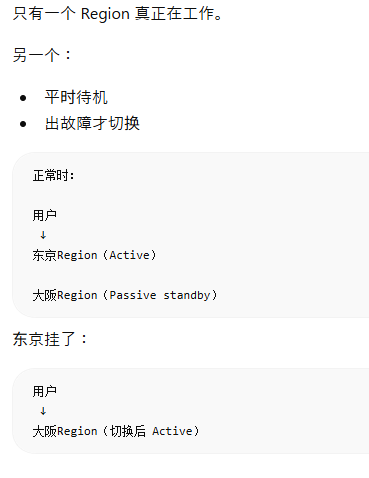 只有一个 Region 真正在工作。
另一个：
• 平时待机
• 出故障才切换
正常时：
用户
↓
东京Region（Active）
大阪Region（Passive standby）
东京挂了：
用户
↓
大阪Region（切换后 Active）